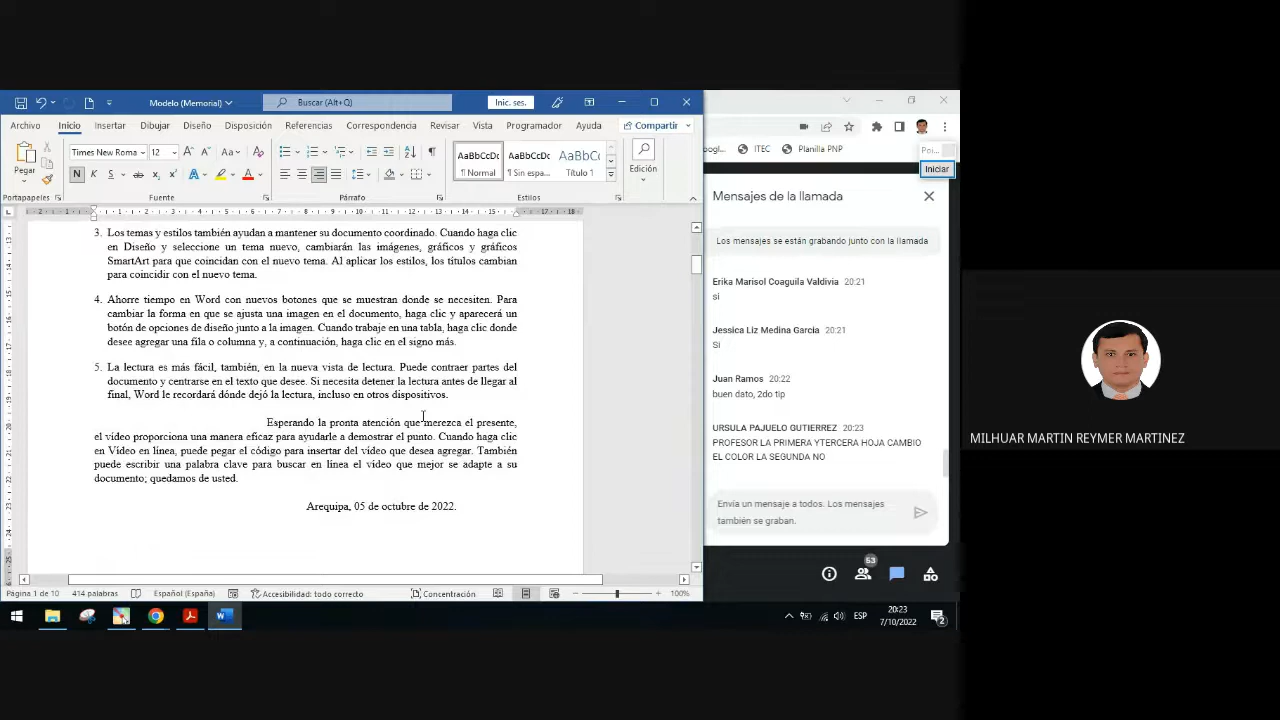 Modelo (Memorial)
Buscar (Alt+Q)
Inic. ses.
Archivo Inicio Insertar Dibujar Diseño Disposición Referencias Correspondencia Revisar Vista Programador Ayuda Compartir
Pegar
Times New Roma 12
Aa
N K S
AaBbCcDc AaBbCcDc AaBbC
¶ Normal ¶ Sin espa... Título 1
Edición
Portapapeles Fuente Párrafo Estilos
3. Los temas y estilos también ayudan a mantener su documento coordinado. Cuando haga clic
en Diseño y seleccione un tema nuevo, cambiarán las imágenes, gráficos y gráficos
SmartArt para que coincidan con el nuevo tema. Al aplicar los estilos, los títulos cambian
para coincidir con el nuevo tema.
4. Ahorre tiempo en Word con nuevos botones que se muestran donde se necesiten. Para
cambiar la forma en que se ajusta una imagen en el documento, haga clic y aparecerá un
botón de opciones de diseño junto a la imagen. Cuando trabaje en una tabla, haga clic donde
desee agregar una fila o columna y, a continuación, haga clic en el signo más.
5. La lectura es más fácil, también, en la nueva vista de lectura. Puede contraer partes del
documento y centrarse en el texto que desee. Si necesita detener la lectura antes de llegar al
final, Word le recordará dónde dejó la lectura, incluso en otros dispositivos.
Esperando la pronta atención que merezca el presente,
el vídeo proporciona una manera eficaz para ayudarle a demostrar el punto. Cuando haga clic
en Vídeo en línea, puede pegar el código para insertar del vídeo que desea agregar. También
puede escribir una palabra clave para buscar en línea el vídeo que mejor se adapte a su
documento; quedamos de usted.
Arequipa, 05 de octubre de 2022.
Página 1 de 10 414 palabras Español (España) Accesibilidad: todo correcto Concentración 100%
ITEC Planilla PNP
Iniciar
Mensajes de la llamada
Los mensajes se están grabando junto con la llamada
Erika Marisol Coaguila Valdivia 20:21
si
Jessica Liz Medina Garcia 20:21
Si
Juan Ramos 20:22
buen dato, 2do tip
URSULA PAJUELO GUTIERREZ 20:23
PROFESOR LA PRIMERA YTERCERA HOJA CAMBIO
EL COLOR LA SEGUNDA NO
Envía un mensaje a todos. Los mensajes
también se graban.
53
ESP
20:23
7/10/2022
2
MILHUAR MARTIN REYMER MARTINEZ